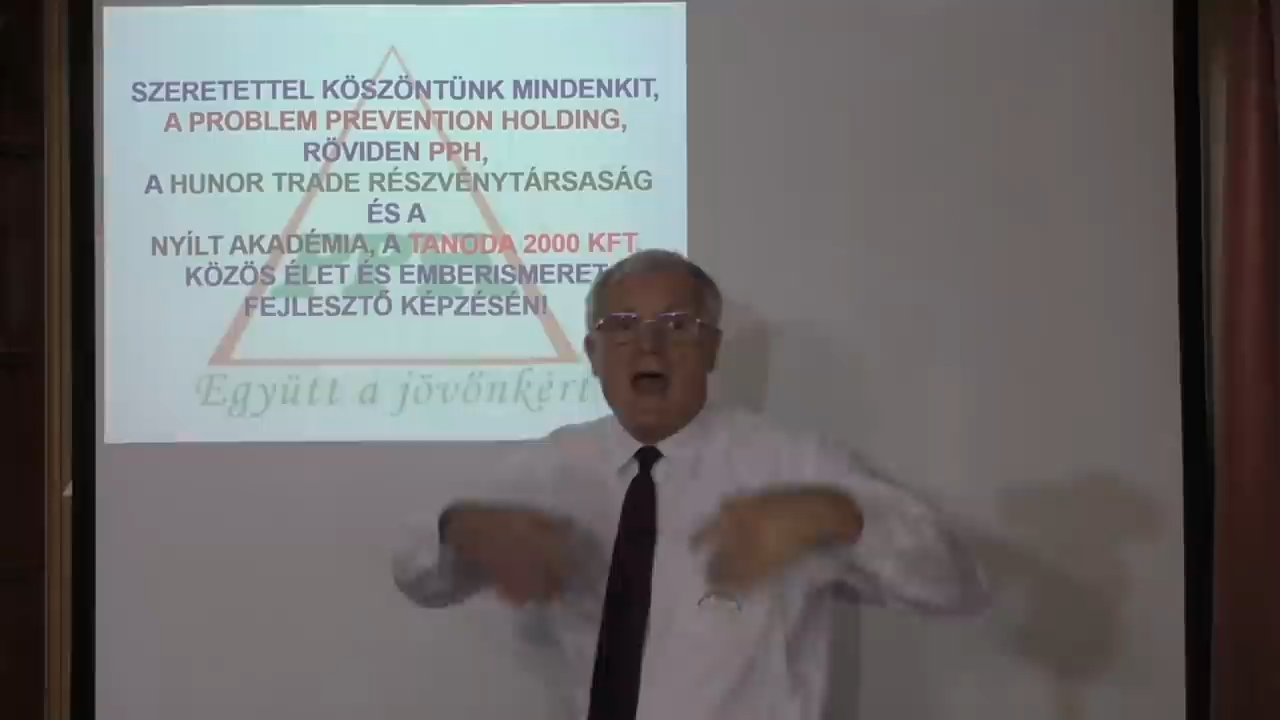 SZERETETTEL KÖSZÖNTÜNK MINDENKIT,
A PROBLEM PREVENTION HOLDING,
RÖVIDEN PPH,
A HUNOR TRADE RÉSZVÉNYTÁRSASÁG
ÉS A
NYÍLT AKADÉMIA, A TANODA 2000 KFT.
KÖZÖS ÉLET ÉS EMBERISMERET
FEJLESZTŐ KÉPZÉSÉN!
PPH
Együtt a jövőnkért